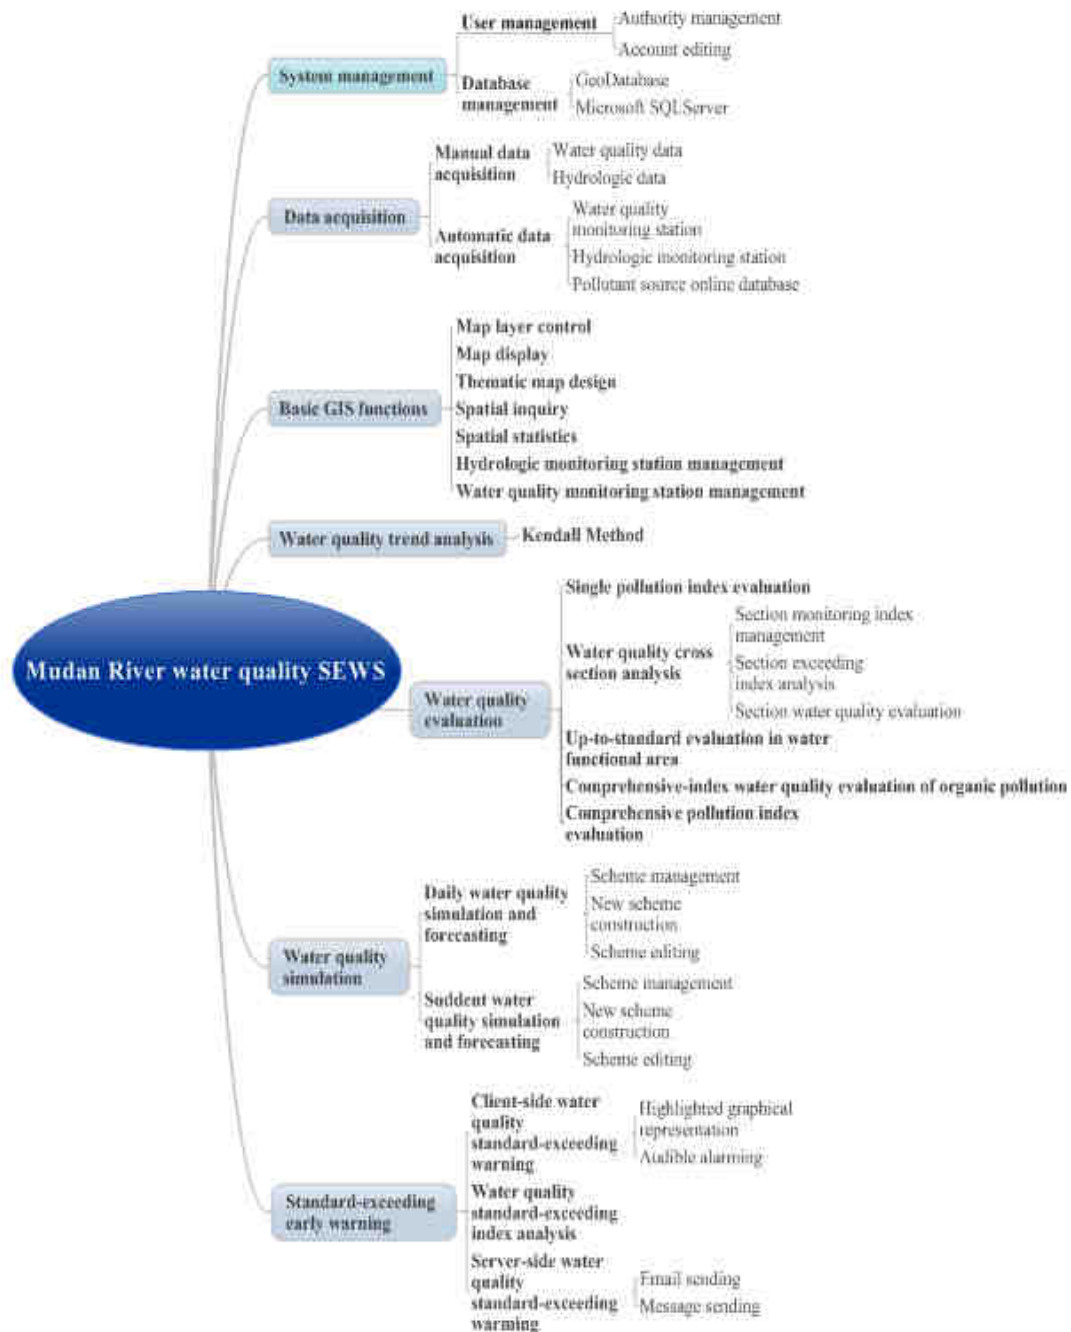 User management
Authority management
Account editing
System management
Database
management
GeoDatabase
Microsoft SQLServer
Manual data
acquisition
Water quality data
Hydrologic data
Data acquisition
Automatic data
acquisition
Water quality
monitoring station
Hydrologic monitoring station
Pollutant source online database
Basic GIS functions
Map layer control
Map display
Thematic map design
Spatial inquiry
Spatial statistics
Hydrologic monitoring station management
Water quality monitoring station management
Water quality trend analysis
Kendall Method
Mudan River water quality SEWS
Water quality
evaluation
Single pollution index evaluation
Water quality cross
section analysis
Section monitoring index
management
Section exceeding
index analysis
Section water quality evaluation
Up-to-standard evaluation in water
functional area
Comprehensive-index water quality evaluation of organic pollution
Comprehensive pollution index
evaluation
Water quality
simulation
Daily water quality
simulation and
forecasting
Scheme management
New scheme
construction
Scheme editing
Suddent water
quality simulation
and forecasting
Scheme management
New scheme
construction
Scheme editing
Standard-exceeding
early warning
Client-side water
quality
standard-exceeding
warning
Highlighted graphical
representation
Audible alarming
Water quality
standard-exceeding
index analysis
Server-side water
quality
standard-exceeding
warming
Email sending
Message sending